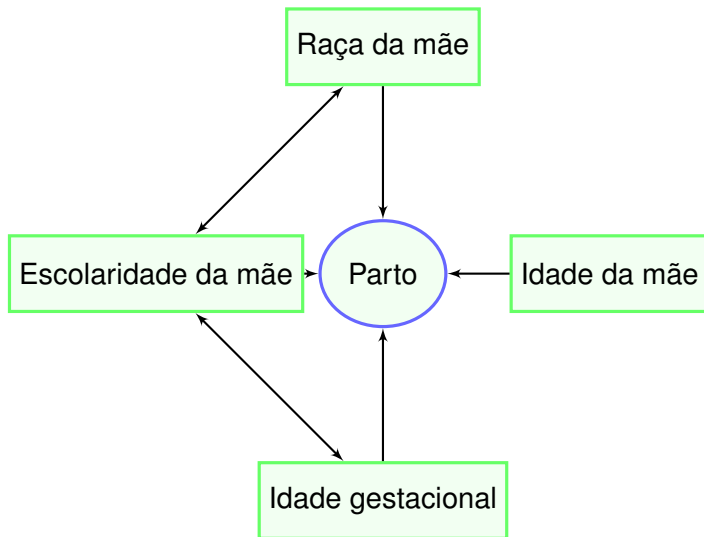 Raça da mãe
Escolaridade da mãe
Parto
Idade da mãe
Idade gestacional